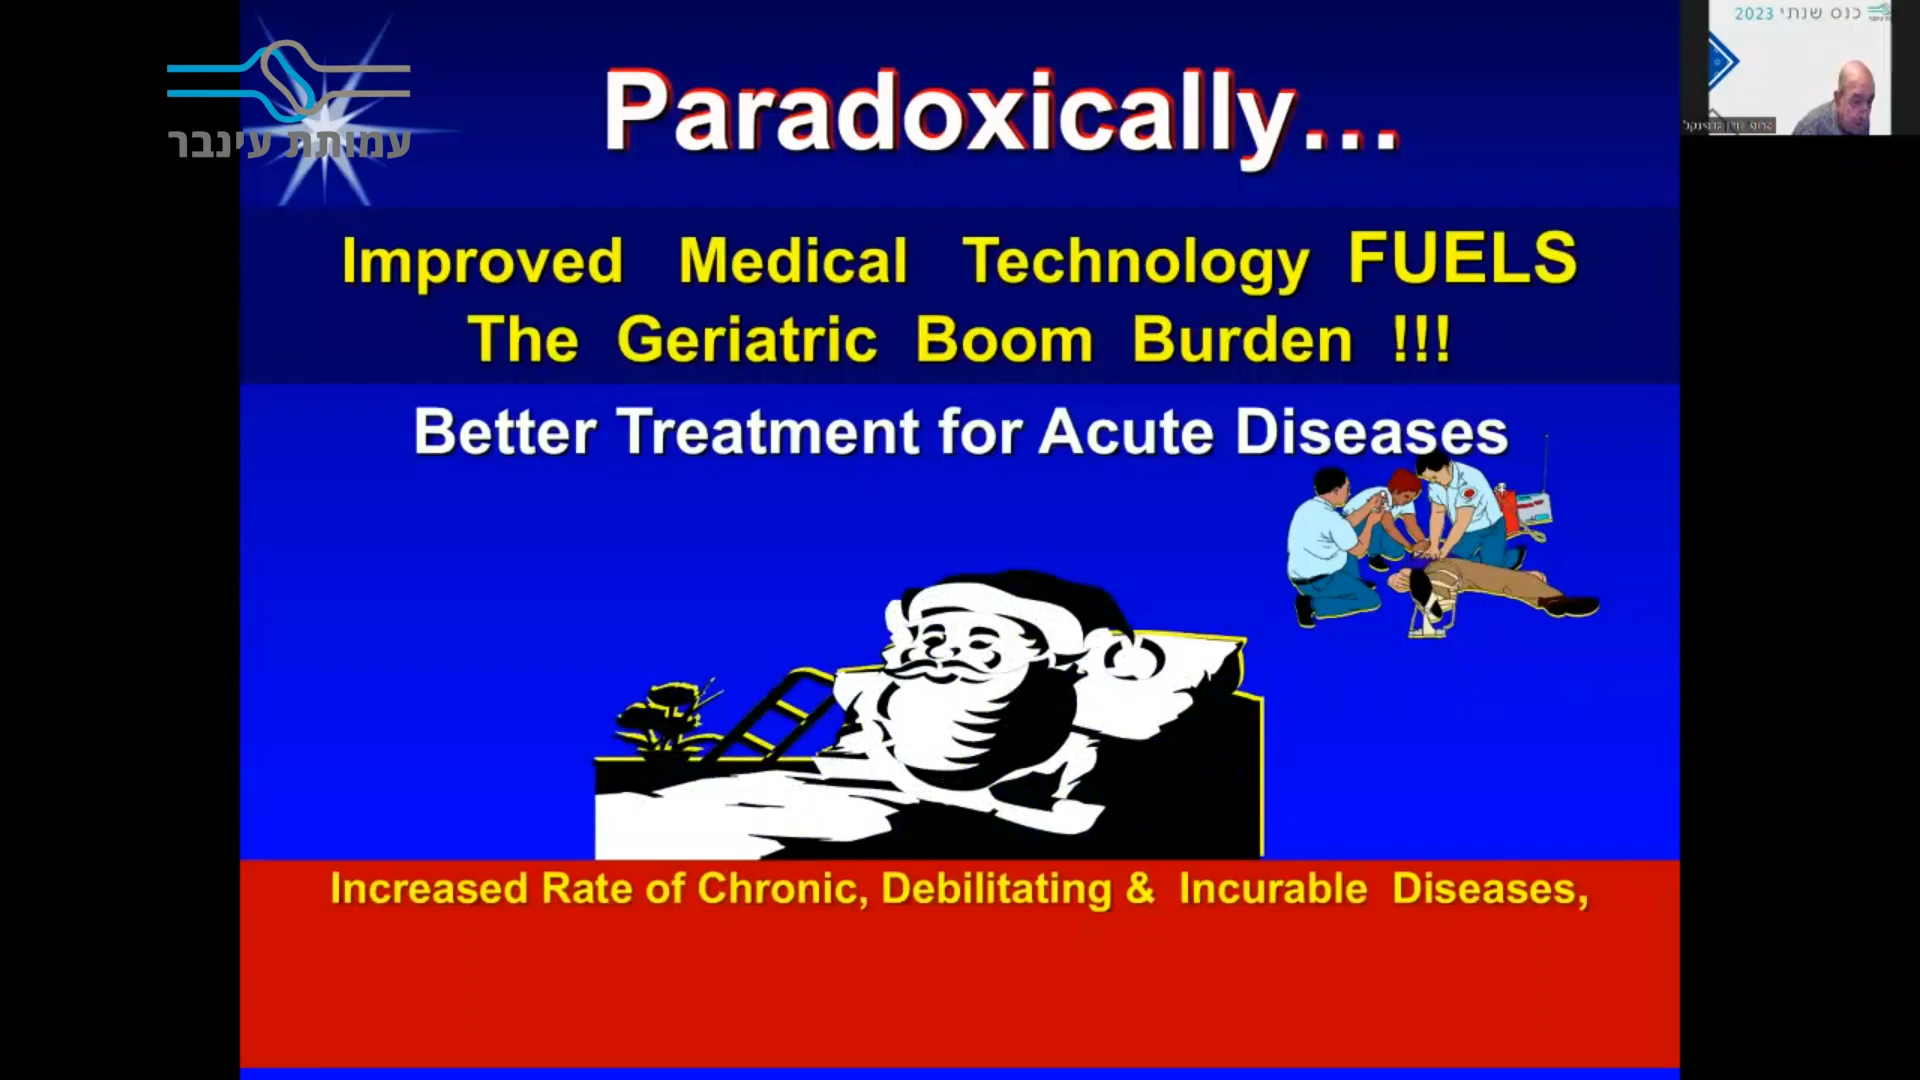 עמותת עינבר
כנס שנתי 2023
Paradoxically...
Improved Medical Technology FUELS
The Geriatric Boom Burden !!!
Better Treatment for Acute Diseases
Increased Rate of Chronic, Debilitating & Incurable Diseases,